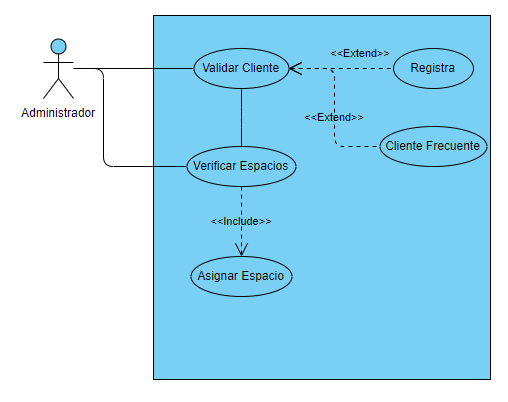 <<Extend>>
Validar Cliente
Registra
Administrador
<<Extend>>
Cliente Frecuente
Verificar Espacios
<<Include>>
Asignar Espacio